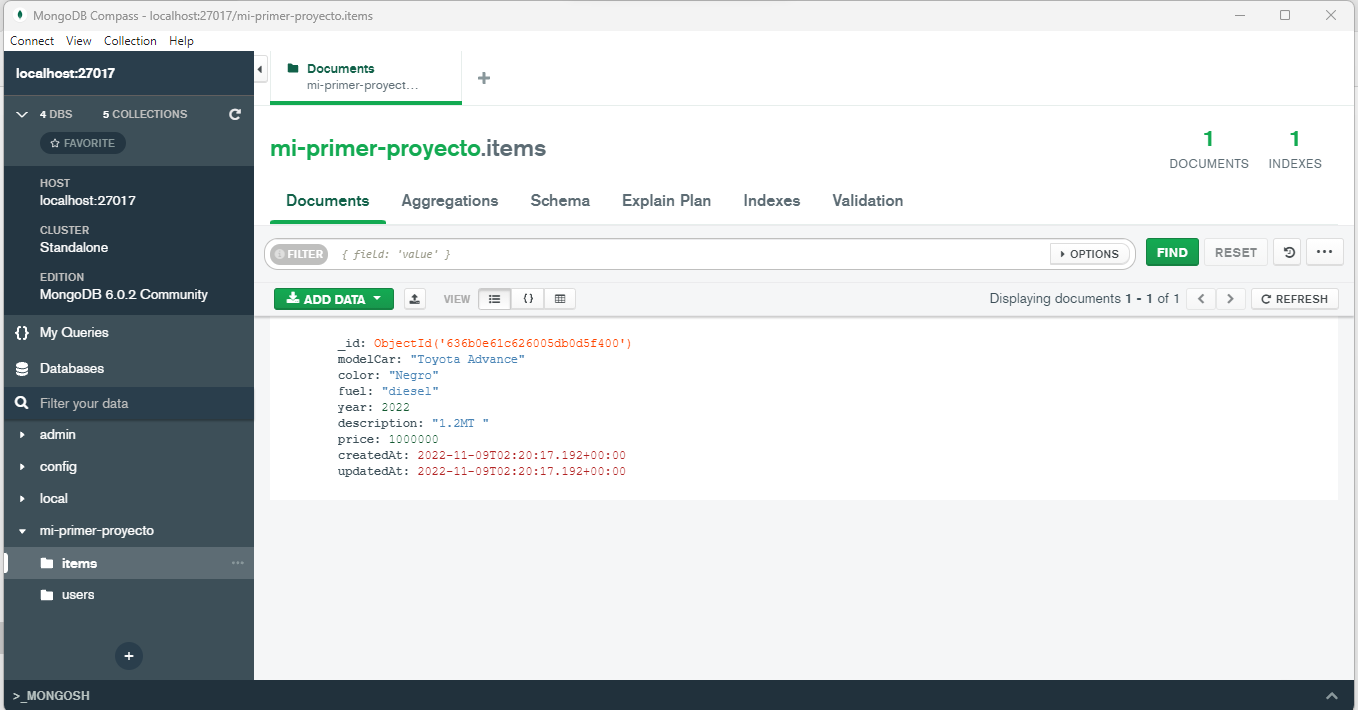 MongoDB Compass - localhost:27017/mi-primer-proyecto.items
Connect View Collection Help
localhost:27017
4 DBS 5 COLLECTIONS
FAVORITE
HOST
localhost:27017
CLUSTER
Standalone
EDITION
MongoDB 6.0.2 Community
{} My Queries
Databases
Filter your data
admin
config
local
mi-primer-proyecto
items ...
users
+
Documents
mi-primer-proyect...
+
mi-primer-proyecto.items
1 DOCUMENTS
1 INDEXES
Documents Aggregations Schema Explain Plan Indexes Validation
FILTER { field: 'value' } OPTIONS FIND RESET ...
ADD DATA VIEW {} Displaying documents 1 - 1 of 1 < > REFRESH
_id: ObjectId('636b0e61c626005db0d5f400')
modelCar: "Toyota Advance"
color: "Negro"
fuel: "diesel"
year: 2022
description: "1.2MT "
price: 1000000
createdAt: 2022-11-09T02:20:17.192+00:00
updatedAt: 2022-11-09T02:20:17.192+00:00
>_MONGOSH